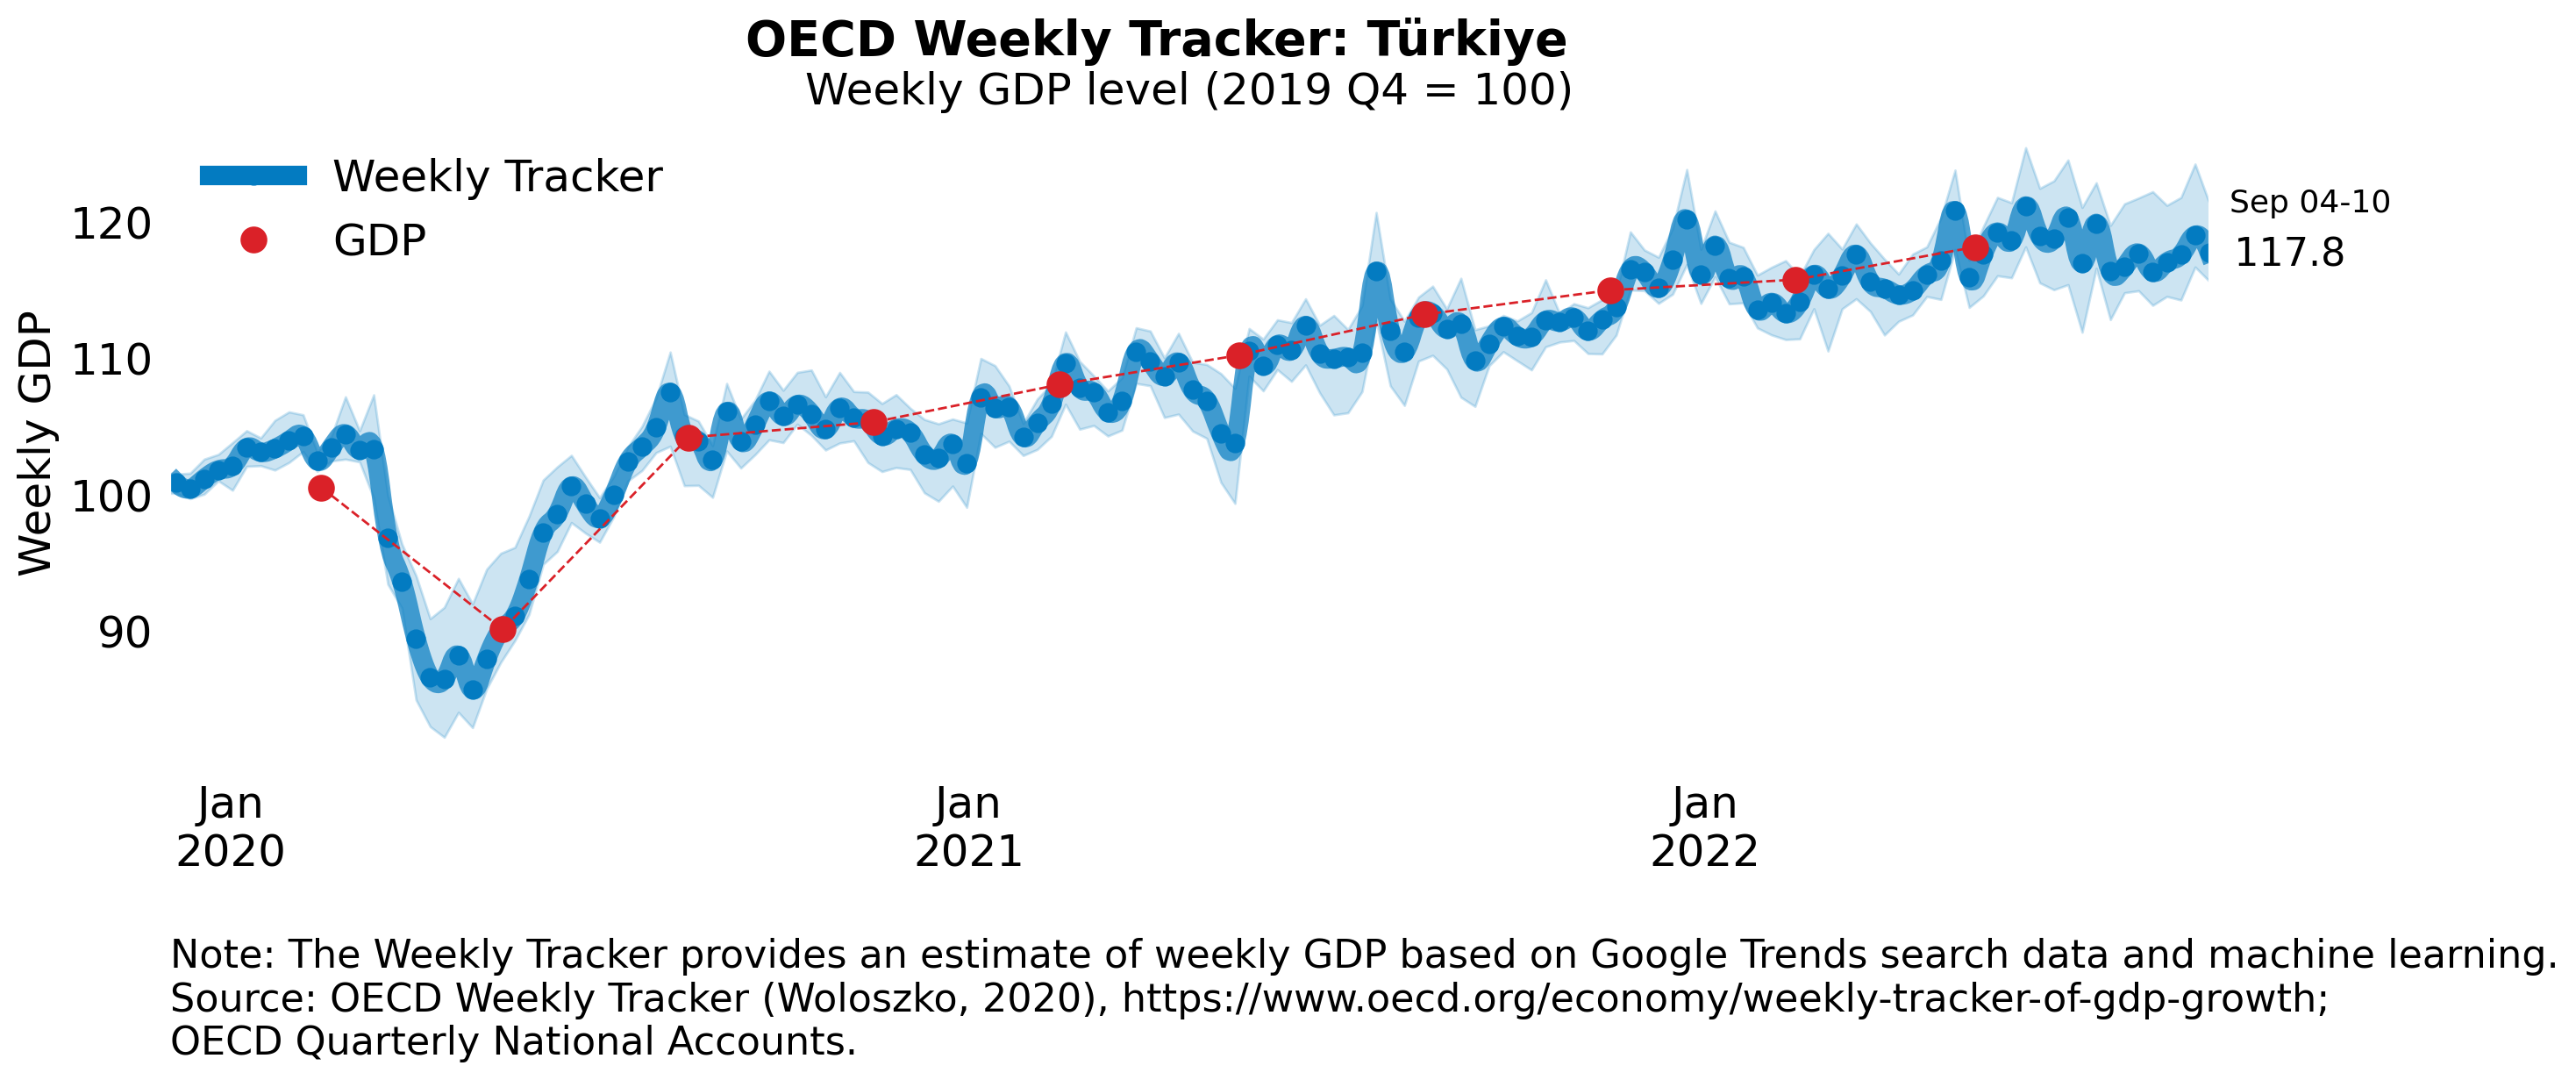 OECD Weekly Tracker: Türkiye
Weekly GDP level (2019 Q4 = 100)
Weekly Tracker
GDP
Sep 04-10
117.8
Weekly GDP
120
110
100
90
Jan
2020
Jan
2021
Jan
2022
Note: The Weekly Tracker provides an estimate of weekly GDP based on Google Trends search data and machine learning.
Source: OECD Weekly Tracker (Woloszko, 2020), https://www.oecd.org/economy/weekly-tracker-of-gdp-growth;
OECD Quarterly National Accounts.